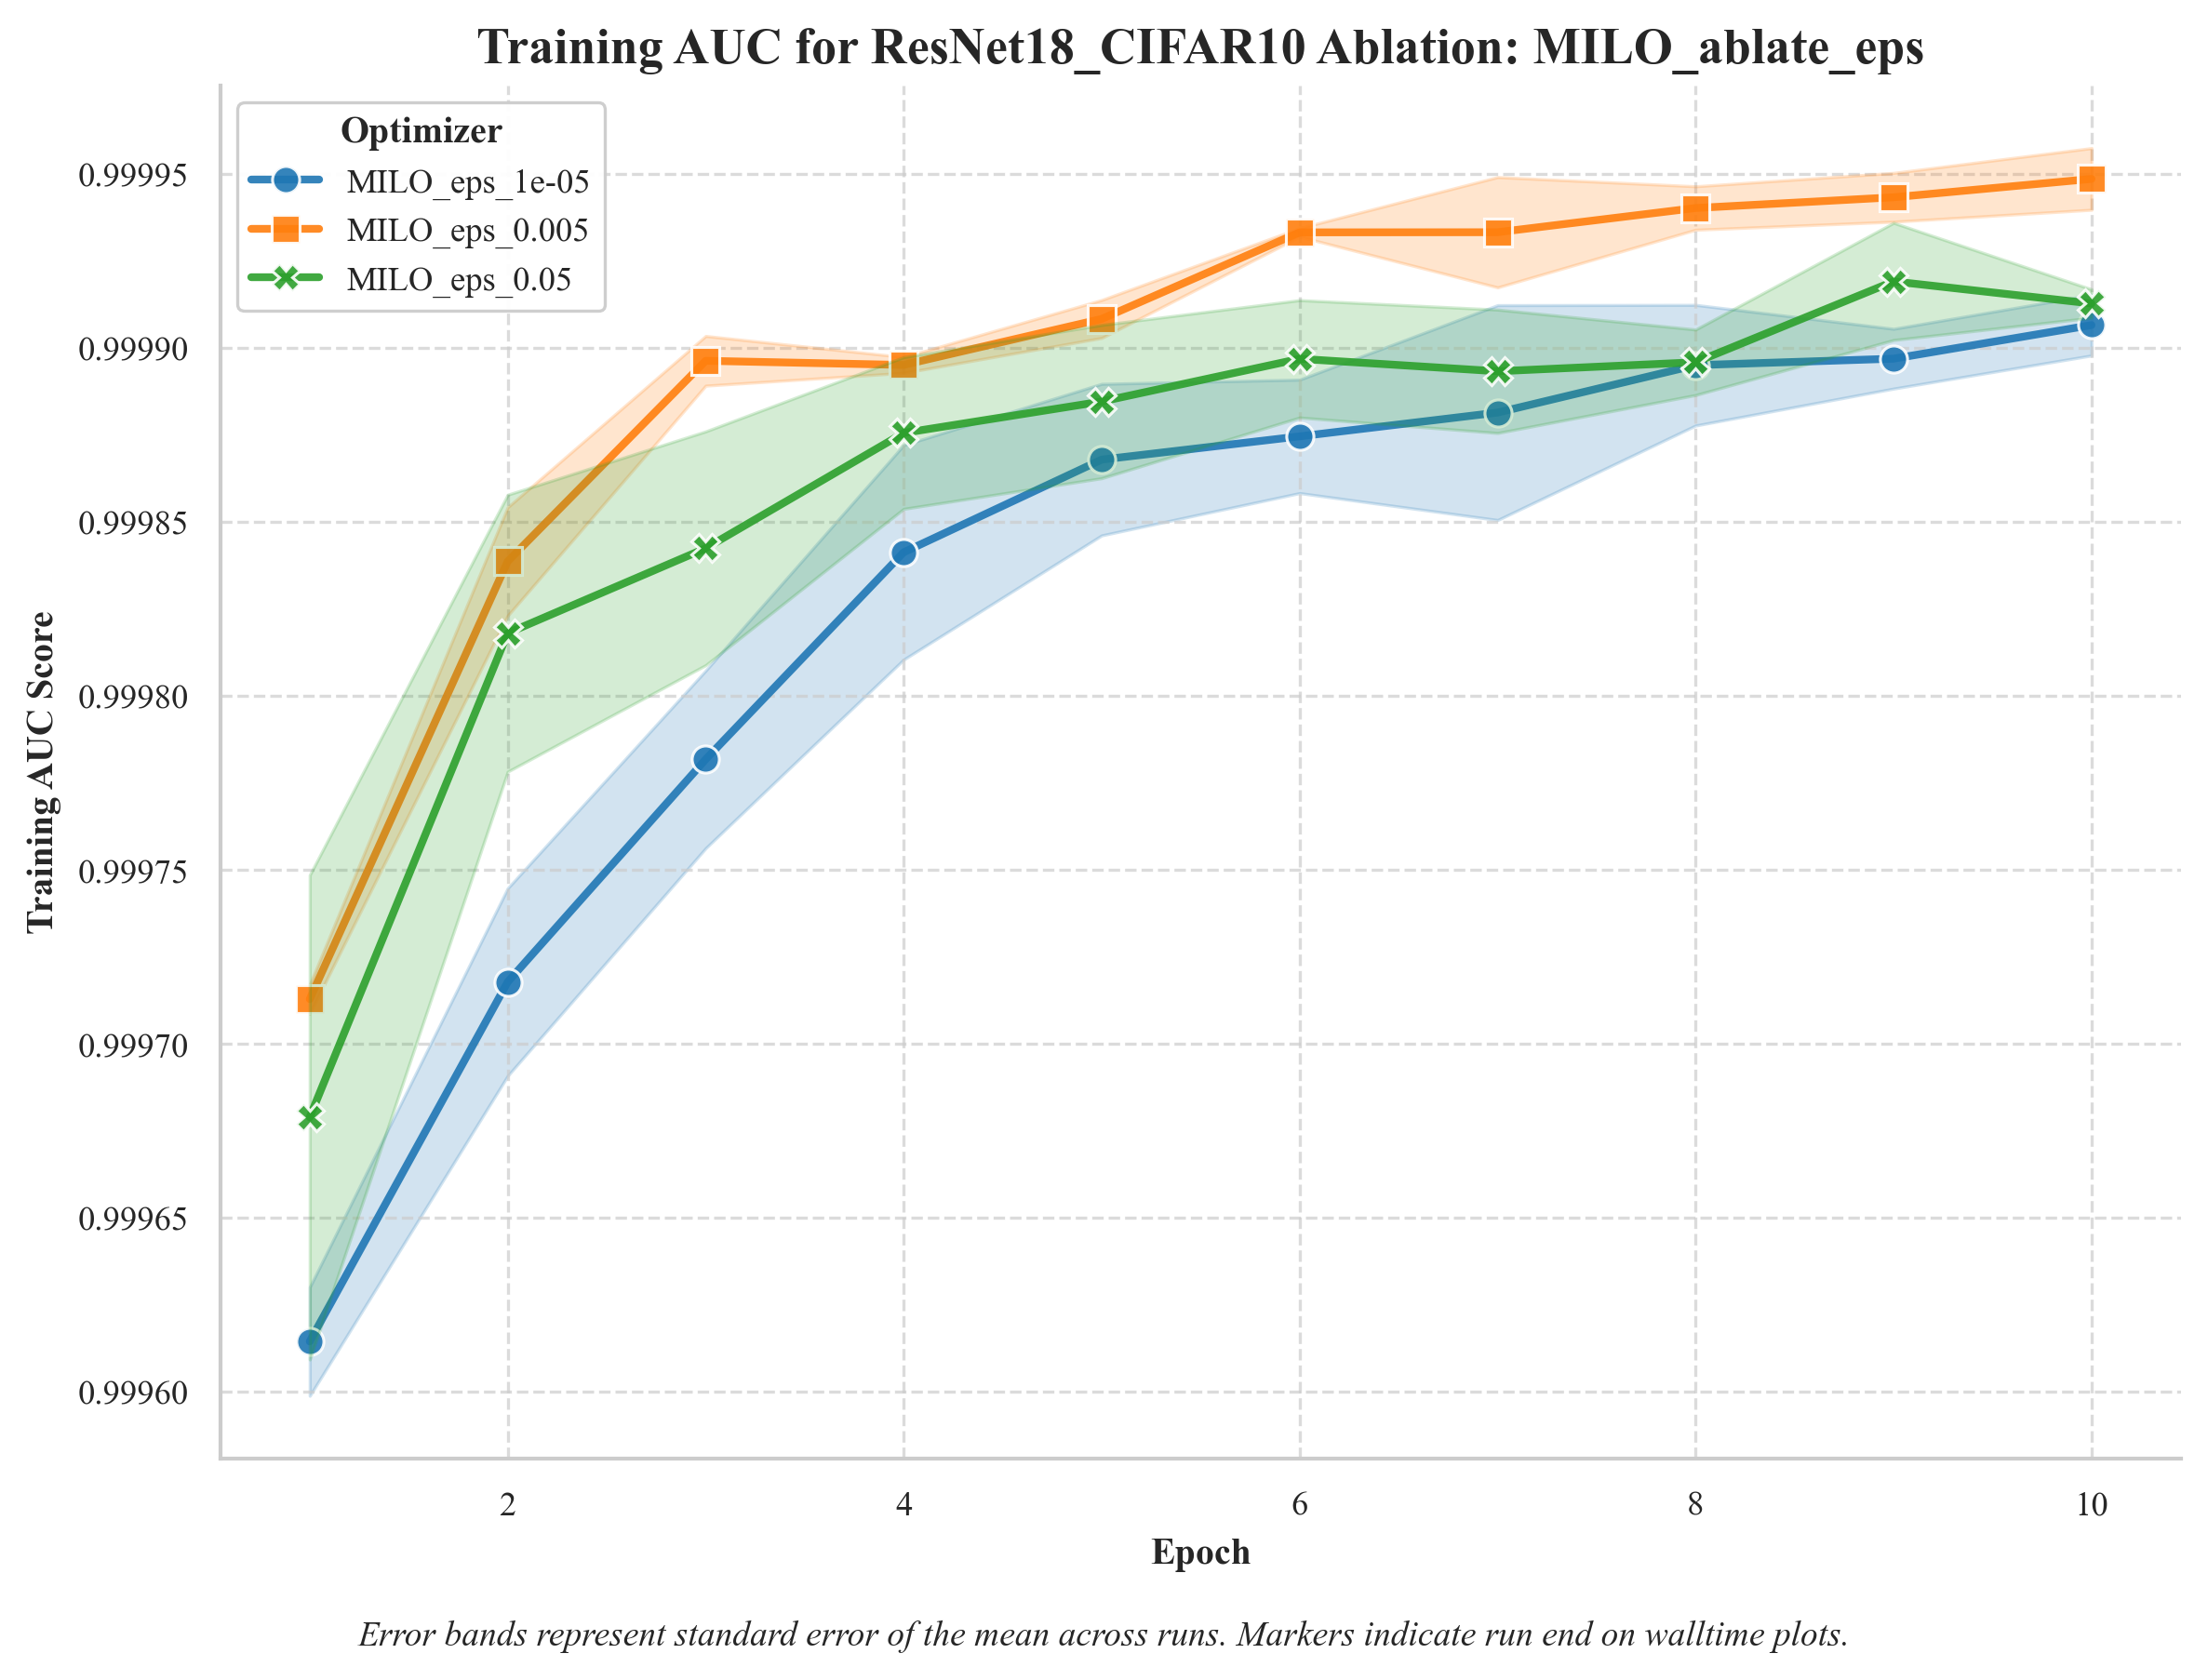 Training AUC for ResNet18_CIFAR10 Ablation: MILO_ablate_eps
Optimizer
MILO_eps_1e-05
MILO_eps_0.005
MILO_eps_0.05
0.99995
0.99990
0.99985
0.99980
0.99975
0.99970
0.99965
0.99960
Training AUC Score
2 4 6 8 10
Epoch
Error bands represent standard error of the mean across runs. Markers indicate run end on walltime plots.